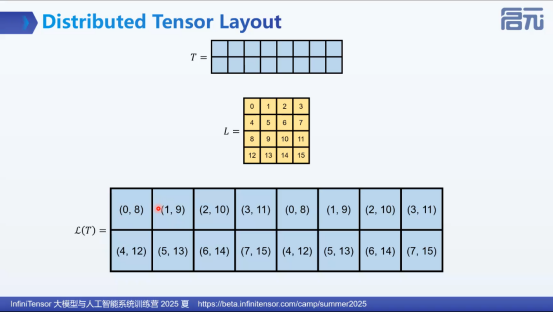 Distributed Tensor Layout
启元
T =
0 1 2 3
4 5 6 7
L =
8 9 10 11
12 13 14 15
(0, 8) (1, 9) (2, 10) (3, 11) (0, 8) (1, 9) (2, 10) (3, 11)
ℒ(T) =
(4, 12) (5, 13) (6, 14) (7, 15) (4, 12) (5, 13) (6, 14) (7, 15)
InfiniTensor 大模型与人工智能系统训练营 2025 夏 https://beta.infinitensor.com/camp/summer2025